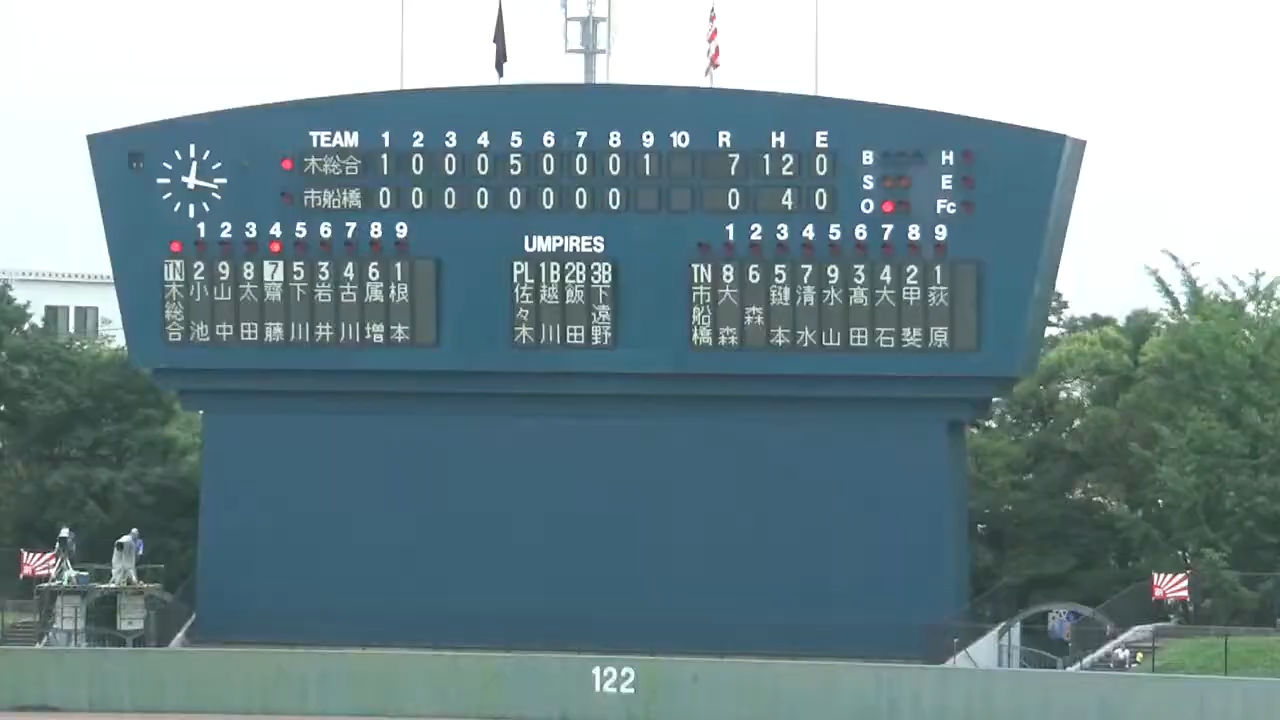 TEAM 1 2 3 4 5 6 7 8 9 10 R H E
木総合 1 0 0 0 5 0 0 0 1 7 12 0
市船橋 0 0 0 0 0 0 0 0 0 4 0
B H
S E
O Fc
1 2 3 4 5 6 7 8 9
TN 2 9 8 7 5 3 4 6 1
木総合 小池 山中 太田 齋藤 下川 岩井 古川 属増 根本
UMPIRES
PL 1B 2B 3B
佐々木 越川 飯田 下遠野
1 2 3 4 5 6 7 8 9
TN 8 6 5 7 9 3 4 2 1
市船橋 大森 森 鏈本 清水 水山 髙田 大石 甲斐 荻原
122